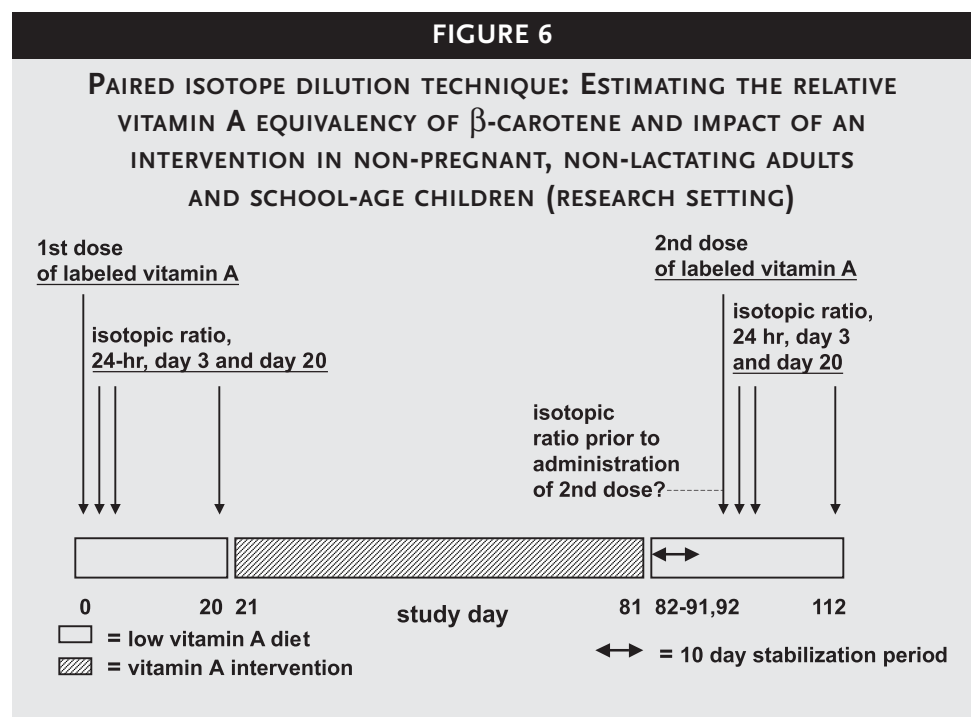 FIGURE 6
PAIRED ISOTOPE DILUTION TECHNIQUE: ESTIMATING THE RELATIVE
VITAMIN A EQUIVALENCY OF β-CAROTENE AND IMPACT OF AN
INTERVENTION IN NON-PREGNANT, NON-LACTATING ADULTS
AND SCHOOL-AGE CHILDREN (RESEARCH SETTING)
1st dose
of labeled vitamin A
isotopic ratio,
24-hr, day 3 and day 20
2nd dose
of labeled vitamin A
isotopic ratio,
24 hr, day 3
and day 20
isotopic
ratio prior to
administration
of 2nd dose?
0 20 21 study day 81 82-91,92 112
= low vitamin A diet
= vitamin A intervention
= 10 day stabilization period